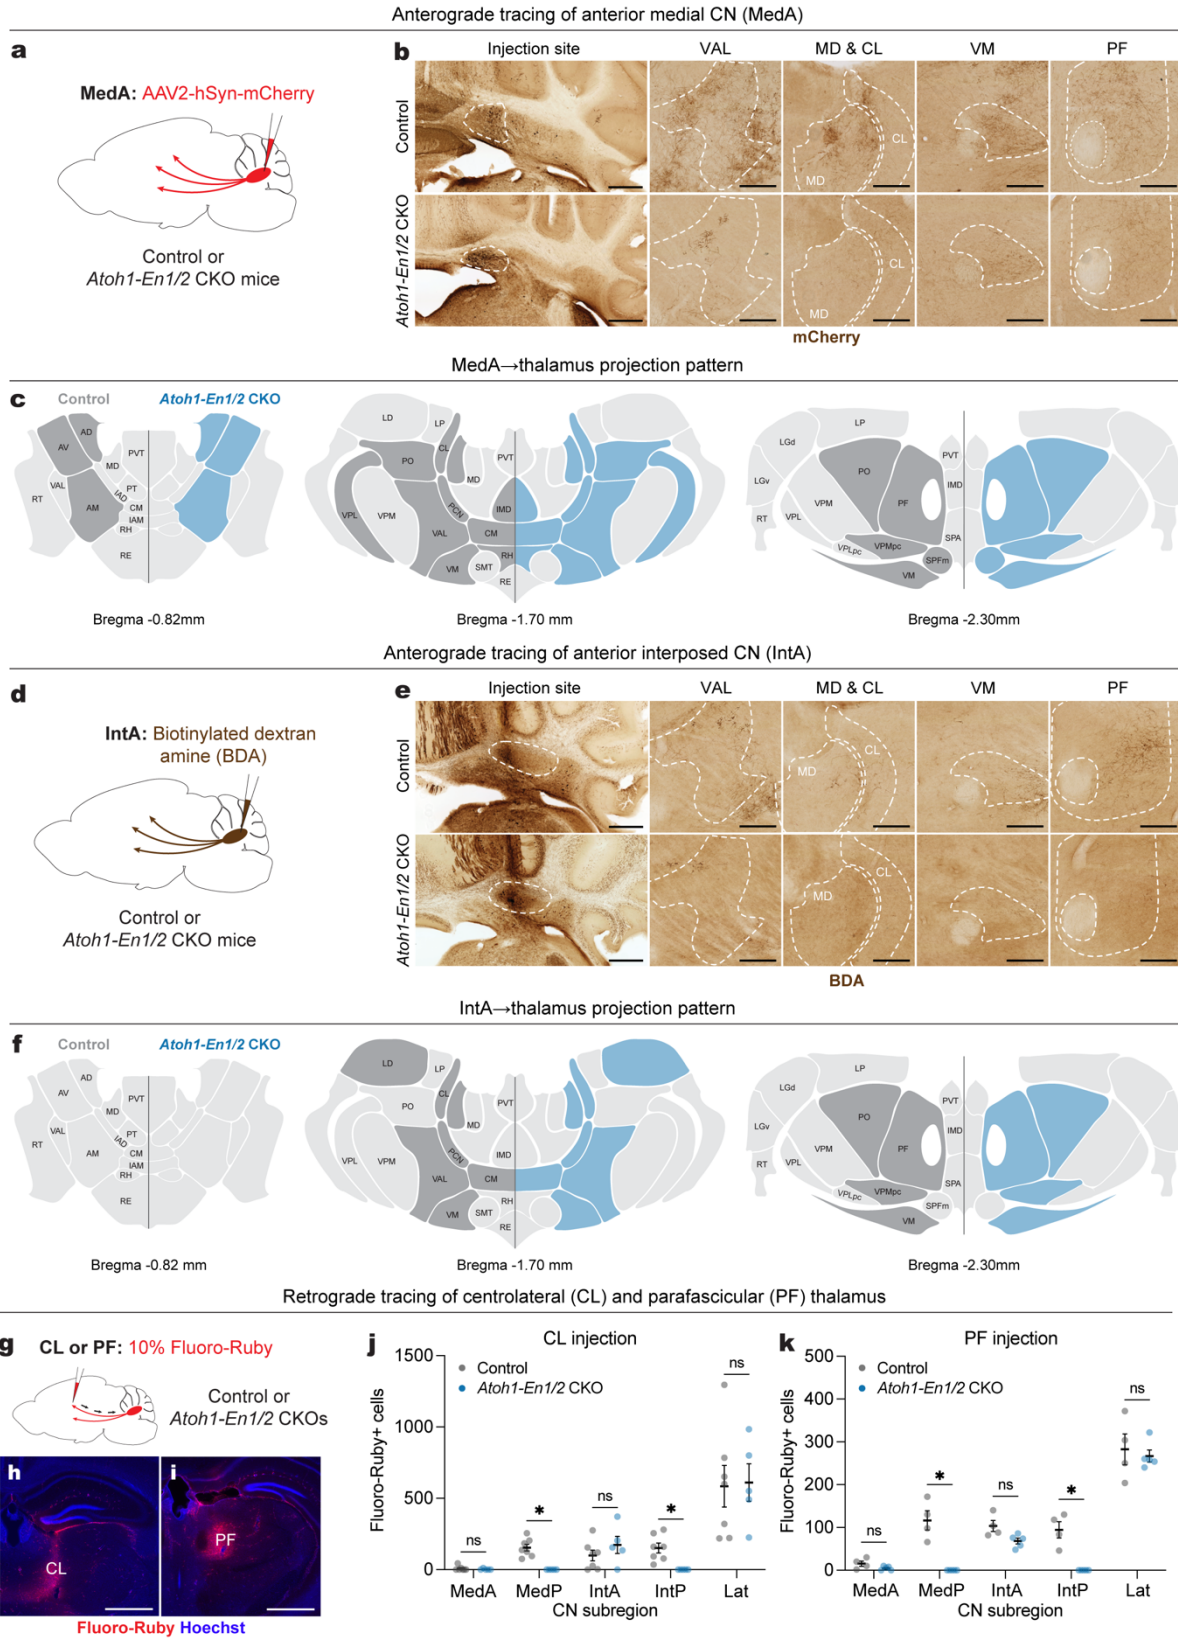 Anterograde tracing of anterior medial CN (MedA)
a
MedA: AAV2-hSyn-mCherry
Control or
Atoh1-En1/2 CKO mice
b
Injection site VAL MD & CL VM PF
Control
MD CL
Atoh1-En1/2 CKO
MD CL
mCherry
MedA→thalamus projection pattern
c
Control Atoh1-En1/2 CKO
AD
AV
PVT
MD
VAL
PT
RT
IAD
AM
CM
IAM
RH
RE
Bregma -0.82mm
LD
LP
CL
PO
PVT
MD
PCN
IMD
VPL
VPM
VAL
CM
RH
VM
SMT
RE
Bregma -1.70 mm
LP
LGd
PVT
PO
IMD
LGv
VPM
PF
RT
VPL
SPA
VPLpc
VPMpc
SPFm
VM
Bregma -2.30mm
Anterograde tracing of anterior interposed CN (IntA)
d
IntA: Biotinylated dextran
amine (BDA)
Control or
Atoh1-En1/2 CKO mice
e
Injection site VAL MD & CL VM PF
Control
MD CL
Atoh1-En1/2 CKO
MD CL
BDA
IntA→thalamus projection pattern
f
Control Atoh1-En1/2 CKO
AD
AV
PVT
MD
VAL
PT
RT
IAD
AM
CM
IAM
RH
RE
Bregma -0.82 mm
LD
LP
CL
PO
PVT
MD
PCN
IMD
VPL
VPM
VAL
CM
RH
VM
SMT
RE
Bregma -1.70 mm
LP
LGd
PVT
PO
IMD
LGv
VPM
PF
RT
VPL
SPA
VPLpc
VPMpc
SPFm
VM
Bregma -2.30mm
Retrograde tracing of centrolateral (CL) and parafascicular (PF) thalamus
g
CL or PF: 10% Fluoro-Ruby
Control or
Atoh1-En1/2 CKOs
h
CL
i
PF
Fluoro-Ruby Hoechst
j
CL injection
Control
Atoh1-En1/2 CKO
Fluoro-Ruby+ cells
1500
1000
500
0
ns * ns * ns
MedA MedP IntA IntP Lat
CN subregion
k
PF injection
Control
Atoh1-En1/2 CKO
Fluoro-Ruby+ cells
500
400
300
200
100
0
ns * ns * ns
MedA MedP IntA IntP Lat
CN subregion